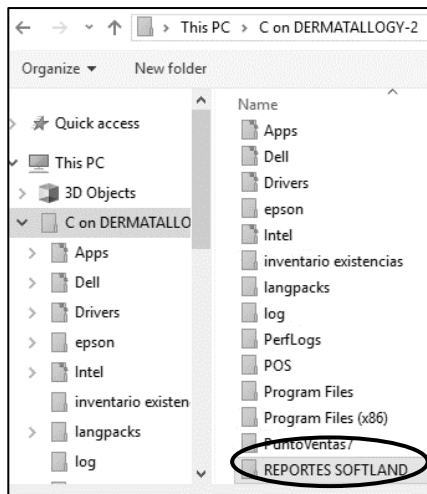 This PC > C on DERMATALLOGY-2
Organize
New folder
Quick access
This PC
3D Objects
C on DERMATALLO
Apps
Dell
Drivers
epson
Intel
inventario existen
langpacks
log
Name
Apps
Dell
Drivers
epson
Intel
inventario existencias
langpacks
log
PerfLogs
POS
Program Files
Program Files (x86)
PuntoVentas7
REPORTES SOFTLAND